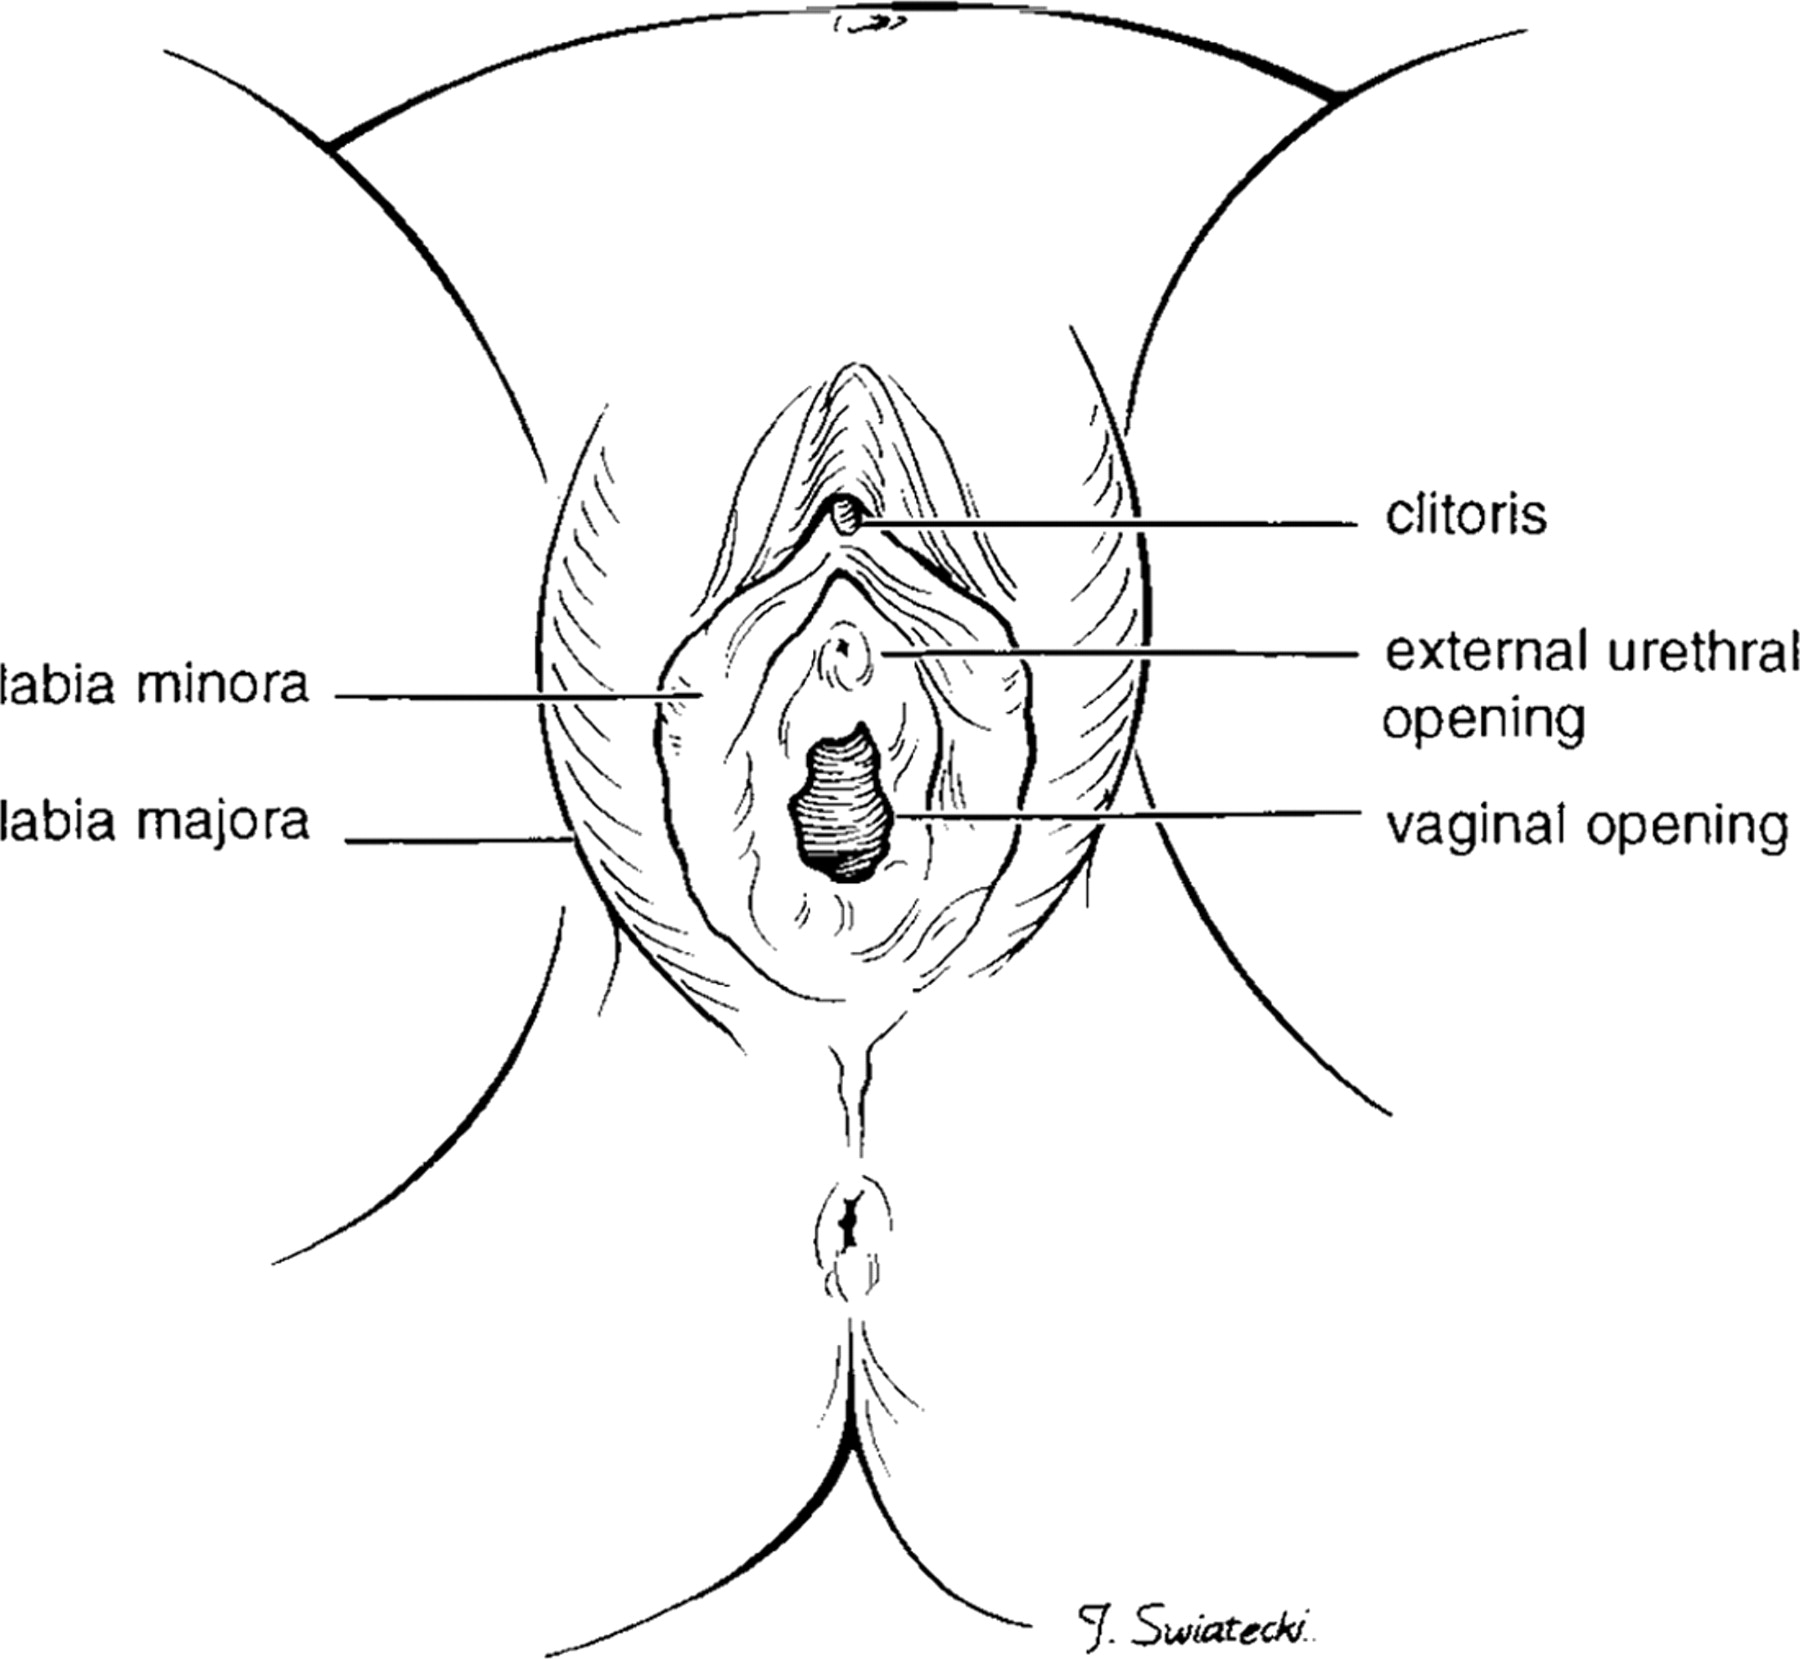 clitoris
labia minora
external urethral
opening
labia majora
vaginal opening
J. Swiatecki